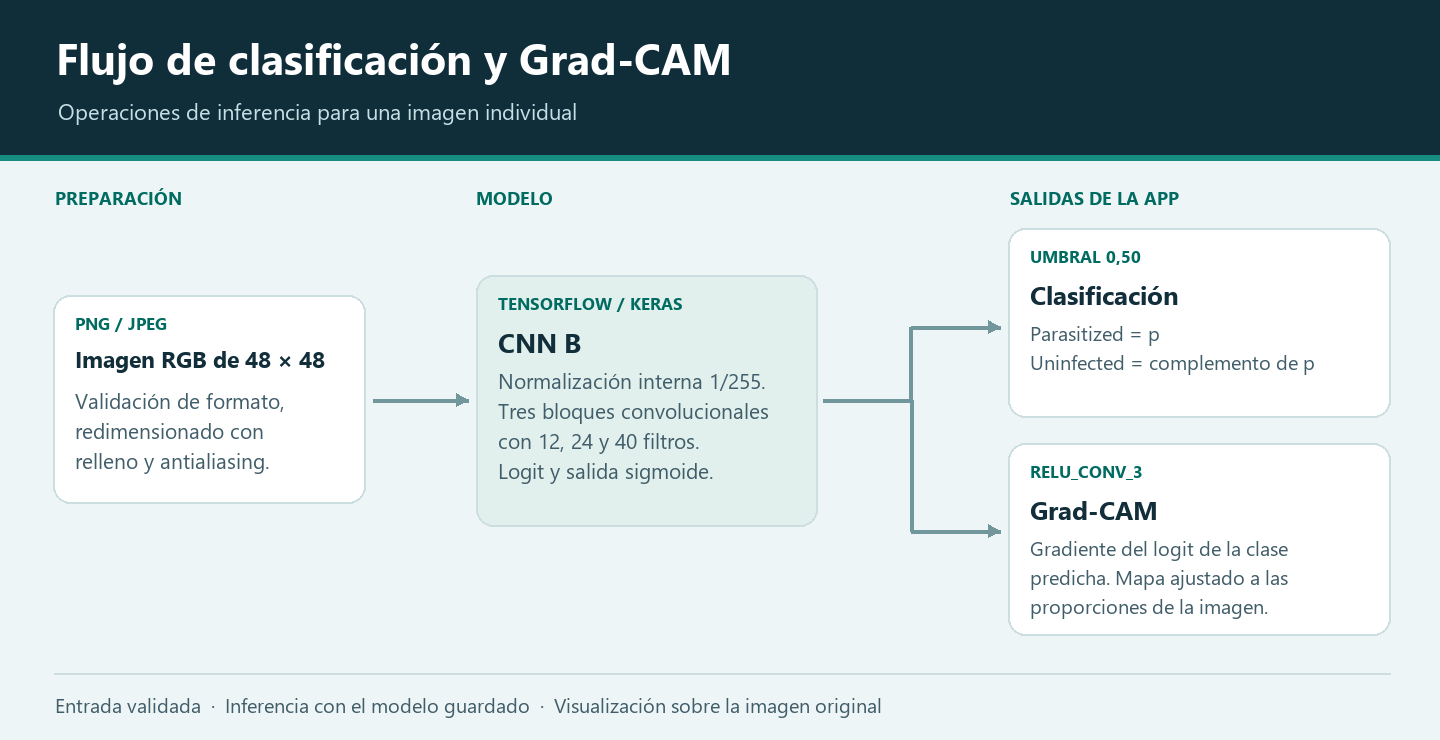 Flujo de clasificación y Grad-CAM
Operaciones de inferencia para una imagen individual
PREPARACIÓN
PNG / JPEG
Imagen RGB de 48 × 48
Validación de formato,
redimensionado con
relleno y antialiasing.
MODELO
TENSORFLOW / KERAS
CNN B
Normalización interna 1/255.
Tres bloques convolucionales
con 12, 24 y 40 filtros.
Logit y salida sigmoide.
SALIDAS DE LA APP
UMBRAL 0,50
Clasificación
Parasitized = p
Uninfected = complemento de p
RELU_CONV_3
Grad-CAM
Gradiente del logit de la clase
predicha. Mapa ajustado a las
proporciones de la imagen.
Entrada validada · Inferencia con el modelo guardado · Visualización sobre la imagen original